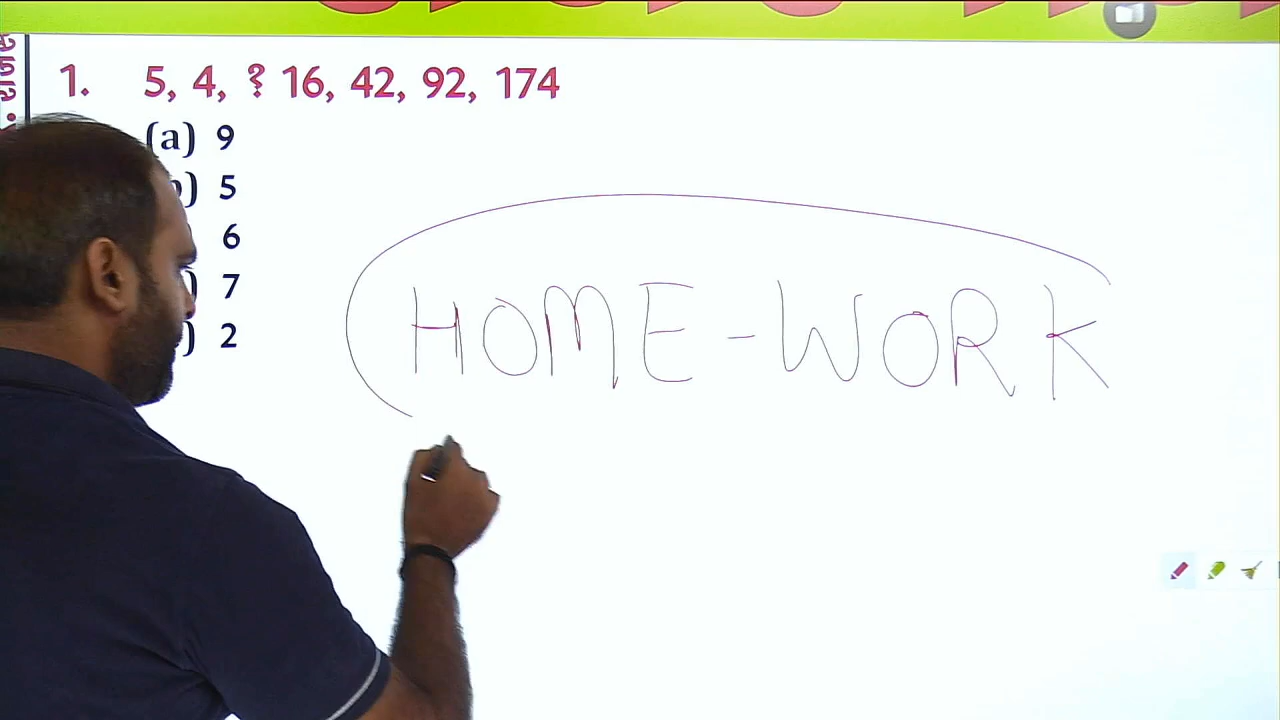 1. 5, 4, ? 16, 42, 92, 174
(a) 9
) 5
6
) 7
) 2
HOME-WORK